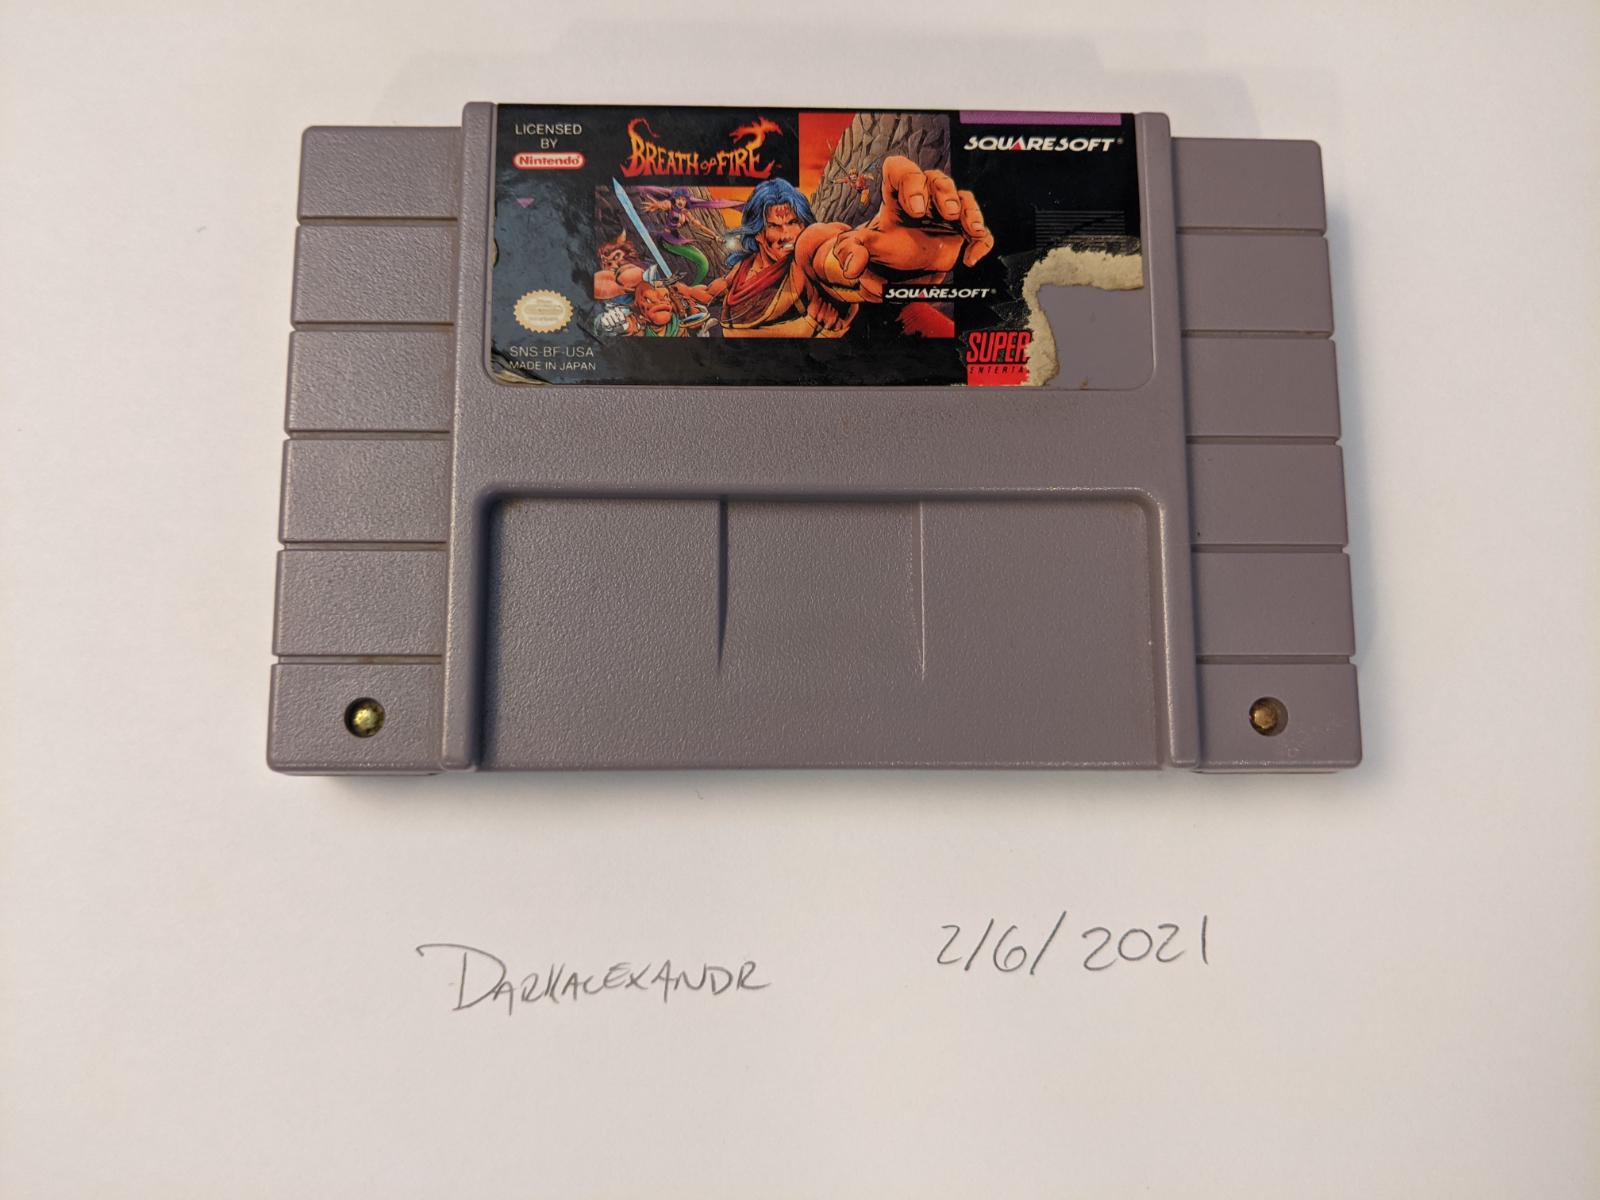 LICENSED
BY
Nintendo®
BREATH OF FIRE
SQUARESOFT®
SQUARESOFT®
SNS-BF-USA
MADE IN JAPAN
SUPER
ENTERTA
DARKALEXANDR
2/6/2021